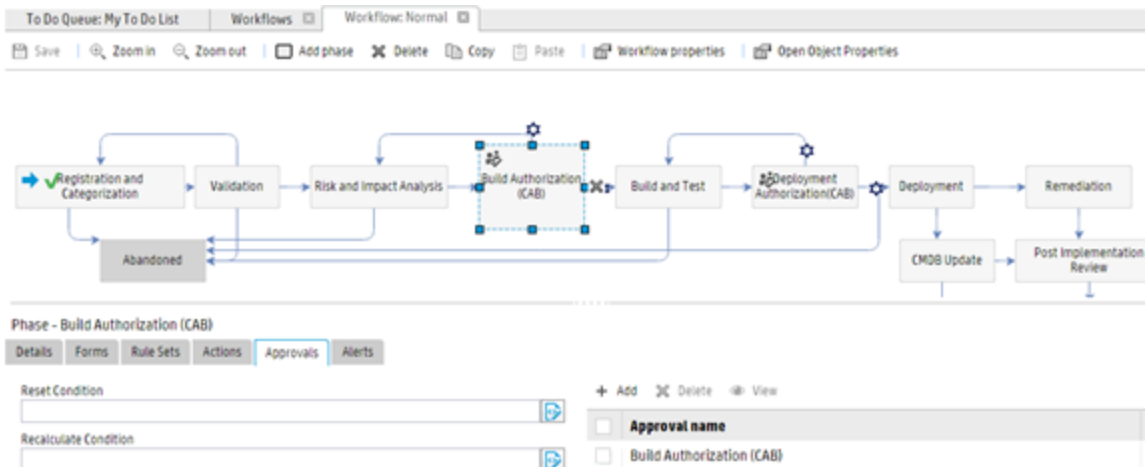 To Do Queue: My To Do List
Workflows
Workflow: Normal
Save
Zoom in
Zoom out
Add phase
Delete
Copy
Paste
Workflow properties
Open Object Properties
Registration and
Categorization
Validation
Risk and Impact Analysis
Build Authorization
(CAB)
Build and Test
Deployment
Authorization(CAB)
Deployment
Remediation
Abandoned
CMDB Update
Post Implementation
Review
Phase - Build Authorization (CAB)
Details
Forms
Rule Sets
Actions
Approvals
Alerts
Reset Condition
Recalculate Condition
Add
Delete
View
Approval name
Build Authorization (CAB)